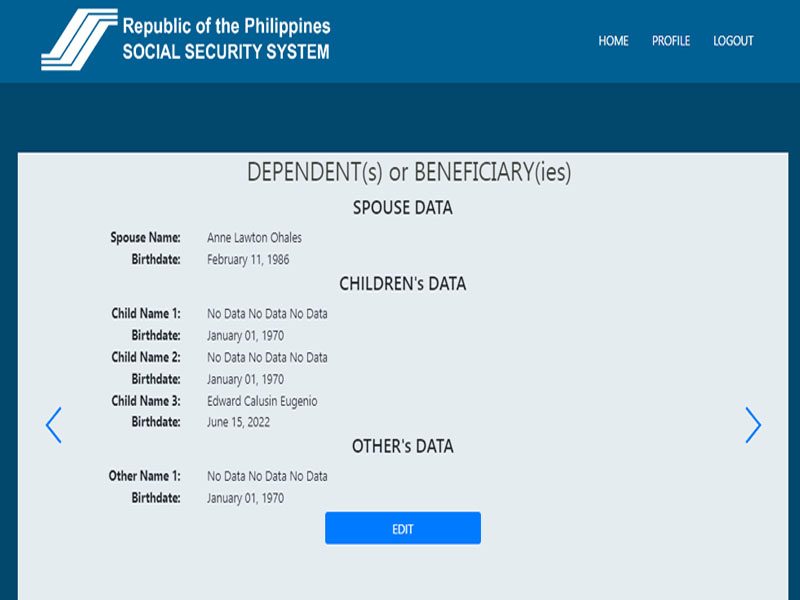 Republic of the Philippines
SOCIAL SECURITY SYSTEM
HOME PROFILE LOGOUT
DEPENDENT(s) or BENEFICIARY(ies)
SPOUSE DATA
Spouse Name: Anne Lawton Ohales
Birthdate: February 11, 1986
CHILDREN's DATA
Child Name 1: No Data No Data No Data
Birthdate: January 01, 1970
Child Name 2: No Data No Data No Data
Birthdate: January 01, 1970
Child Name 3: Edward Calusin Eugenio
Birthdate: June 15, 2022
OTHER's DATA
Other Name 1: No Data No Data No Data
Birthdate: January 01, 1970
EDIT